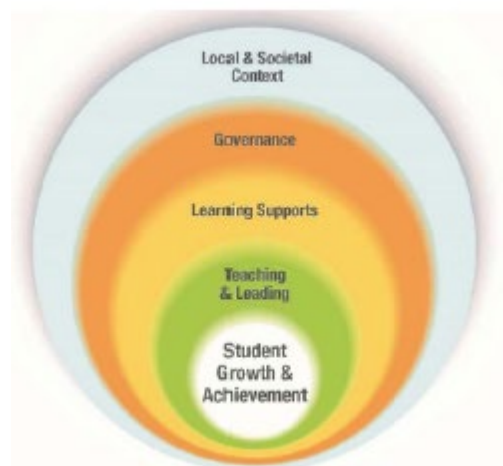 Local & Societal
Context
Governance
Learning Supports
Teaching
& Leading
Student
Growth &
Achievement